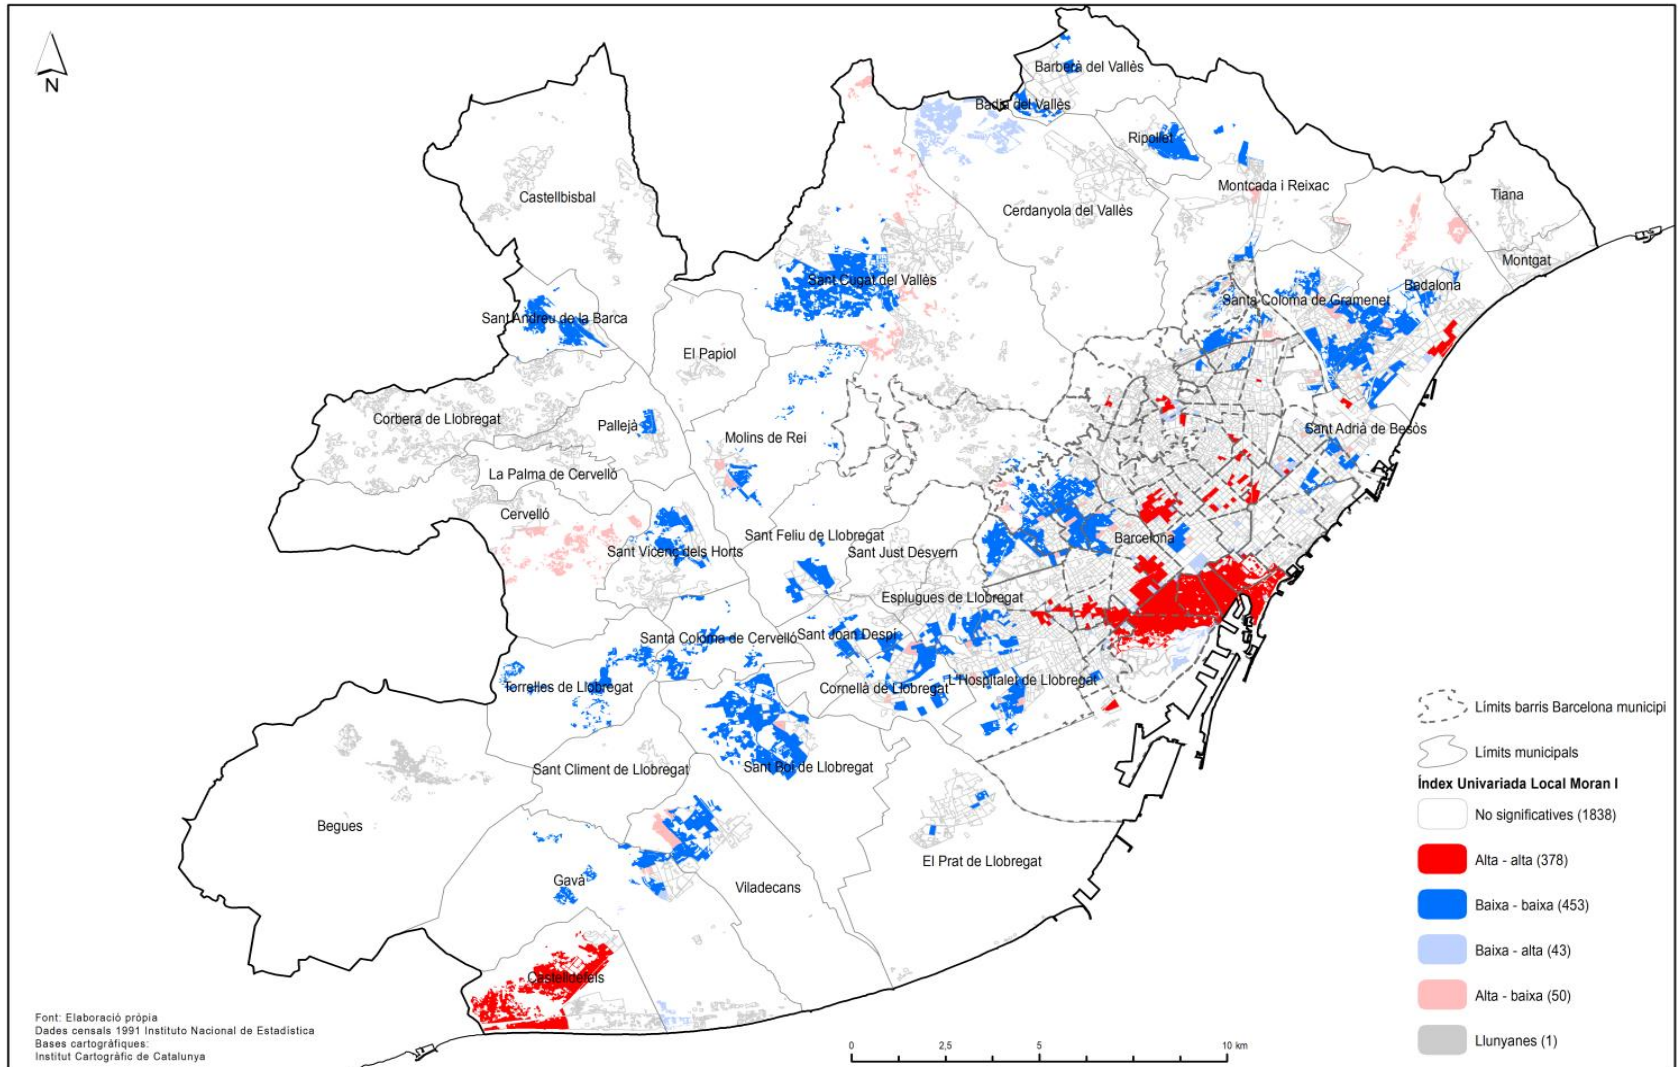 N
Barberà del Vallès
Badia del Vallès
Ripollet
Montcada i Reixac
Tiana
Castellbisbal
Cerdanyola del Vallès
Montgat
Sant Cugat del Vallès
Badalona
Santa Coloma de Gramenet
Sant Andreu de la Barca
El Papiol
Corbera de Llobregat
Pallejà
Molins de Rei
Sant Adrià de Besòs
La Palma de Cervelló
Cervelló
Sant Feliu de Llobregat
Barcelona
Sant Vicenç dels Horts
Sant Just Desvern
Esplugues de Llobregat
Santa Coloma de Cervelló
Sant Joan Despí
Torrelles de Llobregat
Cornellà de Llobregat
L'Hospitalet de Llobregat
Sant Climent de Llobregat
Sant Boi de Llobregat
Begues
El Prat de Llobregat
Gavà
Viladecans
Castelldefels
Límits barris Barcelona municipi
Límits municipals
Índex Univariada Local Moran I
No significatives (1838)
Alta - alta (378)
Baixa - baixa (453)
Baixa - alta (43)
Alta - baixa (50)
Llunyanes (1)
Font: Elaboració pròpia
Dades censals 1991 Instituto Nacional de Estadística
Bases cartogràfiques:
Institut Cartogràfic de Catalunya
0 2,5 5 10 km